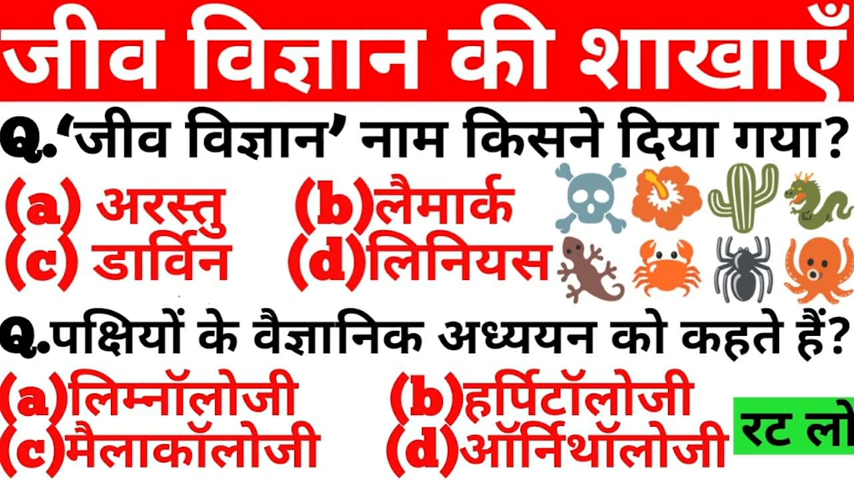 जीव विज्ञान की शाखाएँ
Q.‘जीव विज्ञान’ नाम किसने दिया गया?
(a) अरस्तु (b)लैमार्क
(c) डार्विन (d)लिनियस
Q.पक्षियों के वैज्ञानिक अध्ययन को कहते हैं?
(a)लिम्नॉलोजी (b)हर्पिटॉलोजी
(c)मैलाकॉलोजी (d)ऑर्निथॉलोजी
रट लो